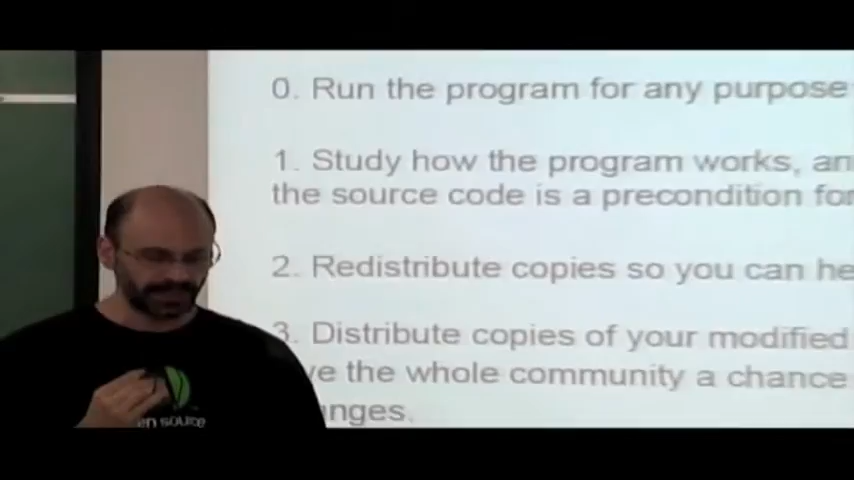 0. Run the program for any purpose
1. Study how the program works, an
the source code is a precondition for
2. Redistribute copies so you can he
3. Distribute copies of your modified
ve the whole community a chance
anges.
en source